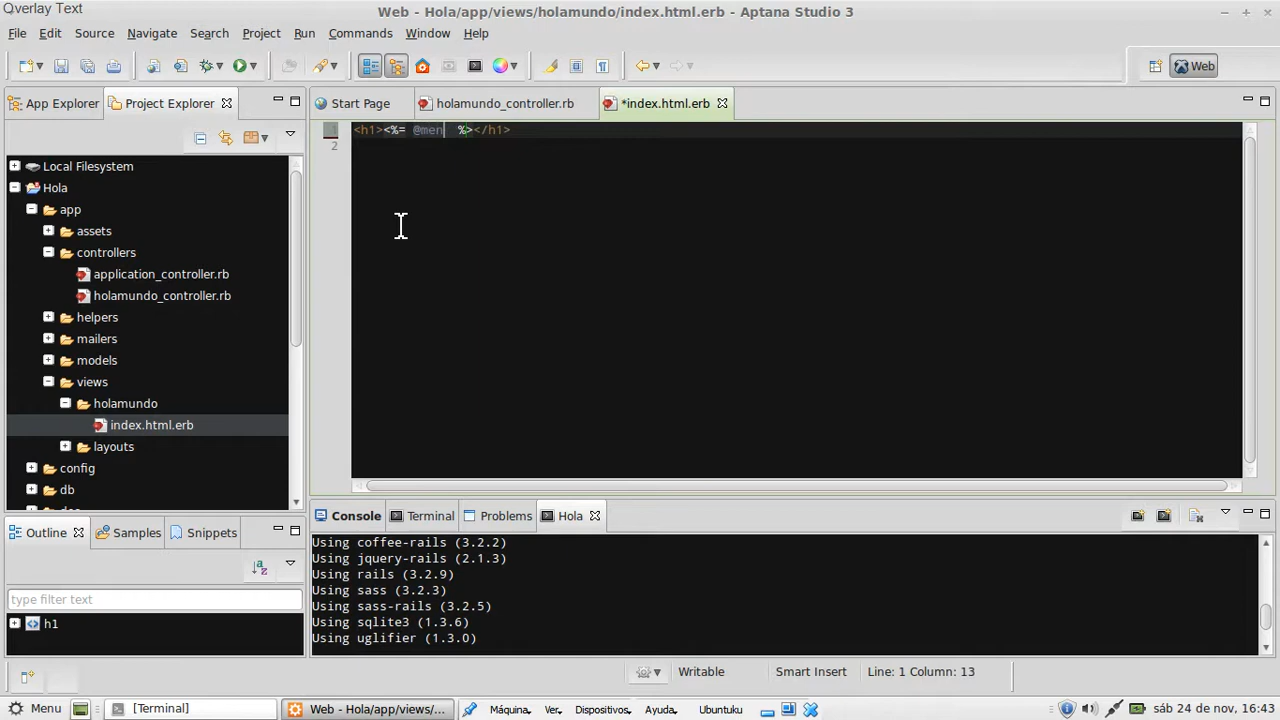 Overlay Text
Web - Hola/app/views/holamundo/index.html.erb - Aptana Studio 3
File Edit Source Navigate Search Project Run Commands Window Help
Web
App Explorer Project Explorer
Start Page holamundo_controller.rb *index.html.erb
1 <h1><%= @men %></h1>
2
Local Filesystem
Hola
app
assets
controllers
application_controller.rb
holamundo_controller.rb
helpers
mailers
models
views
holamundo
index.html.erb
layouts
config
db
Outline Samples Snippets
type filter text
h1
Console Terminal Problems Hola
Using coffee-rails (3.2.2)
Using jquery-rails (2.1.3)
Using rails (3.2.9)
Using sass (3.2.3)
Using sass-rails (3.2.5)
Using sqlite3 (1.3.6)
Using uglifier (1.3.0)
Writable Smart Insert Line: 1 Column: 13
Menu [Terminal] Web - Hola/app/views/... Máquina Ver Dispositivos Ayuda Ubuntuku sáb 24 de nov, 16:43